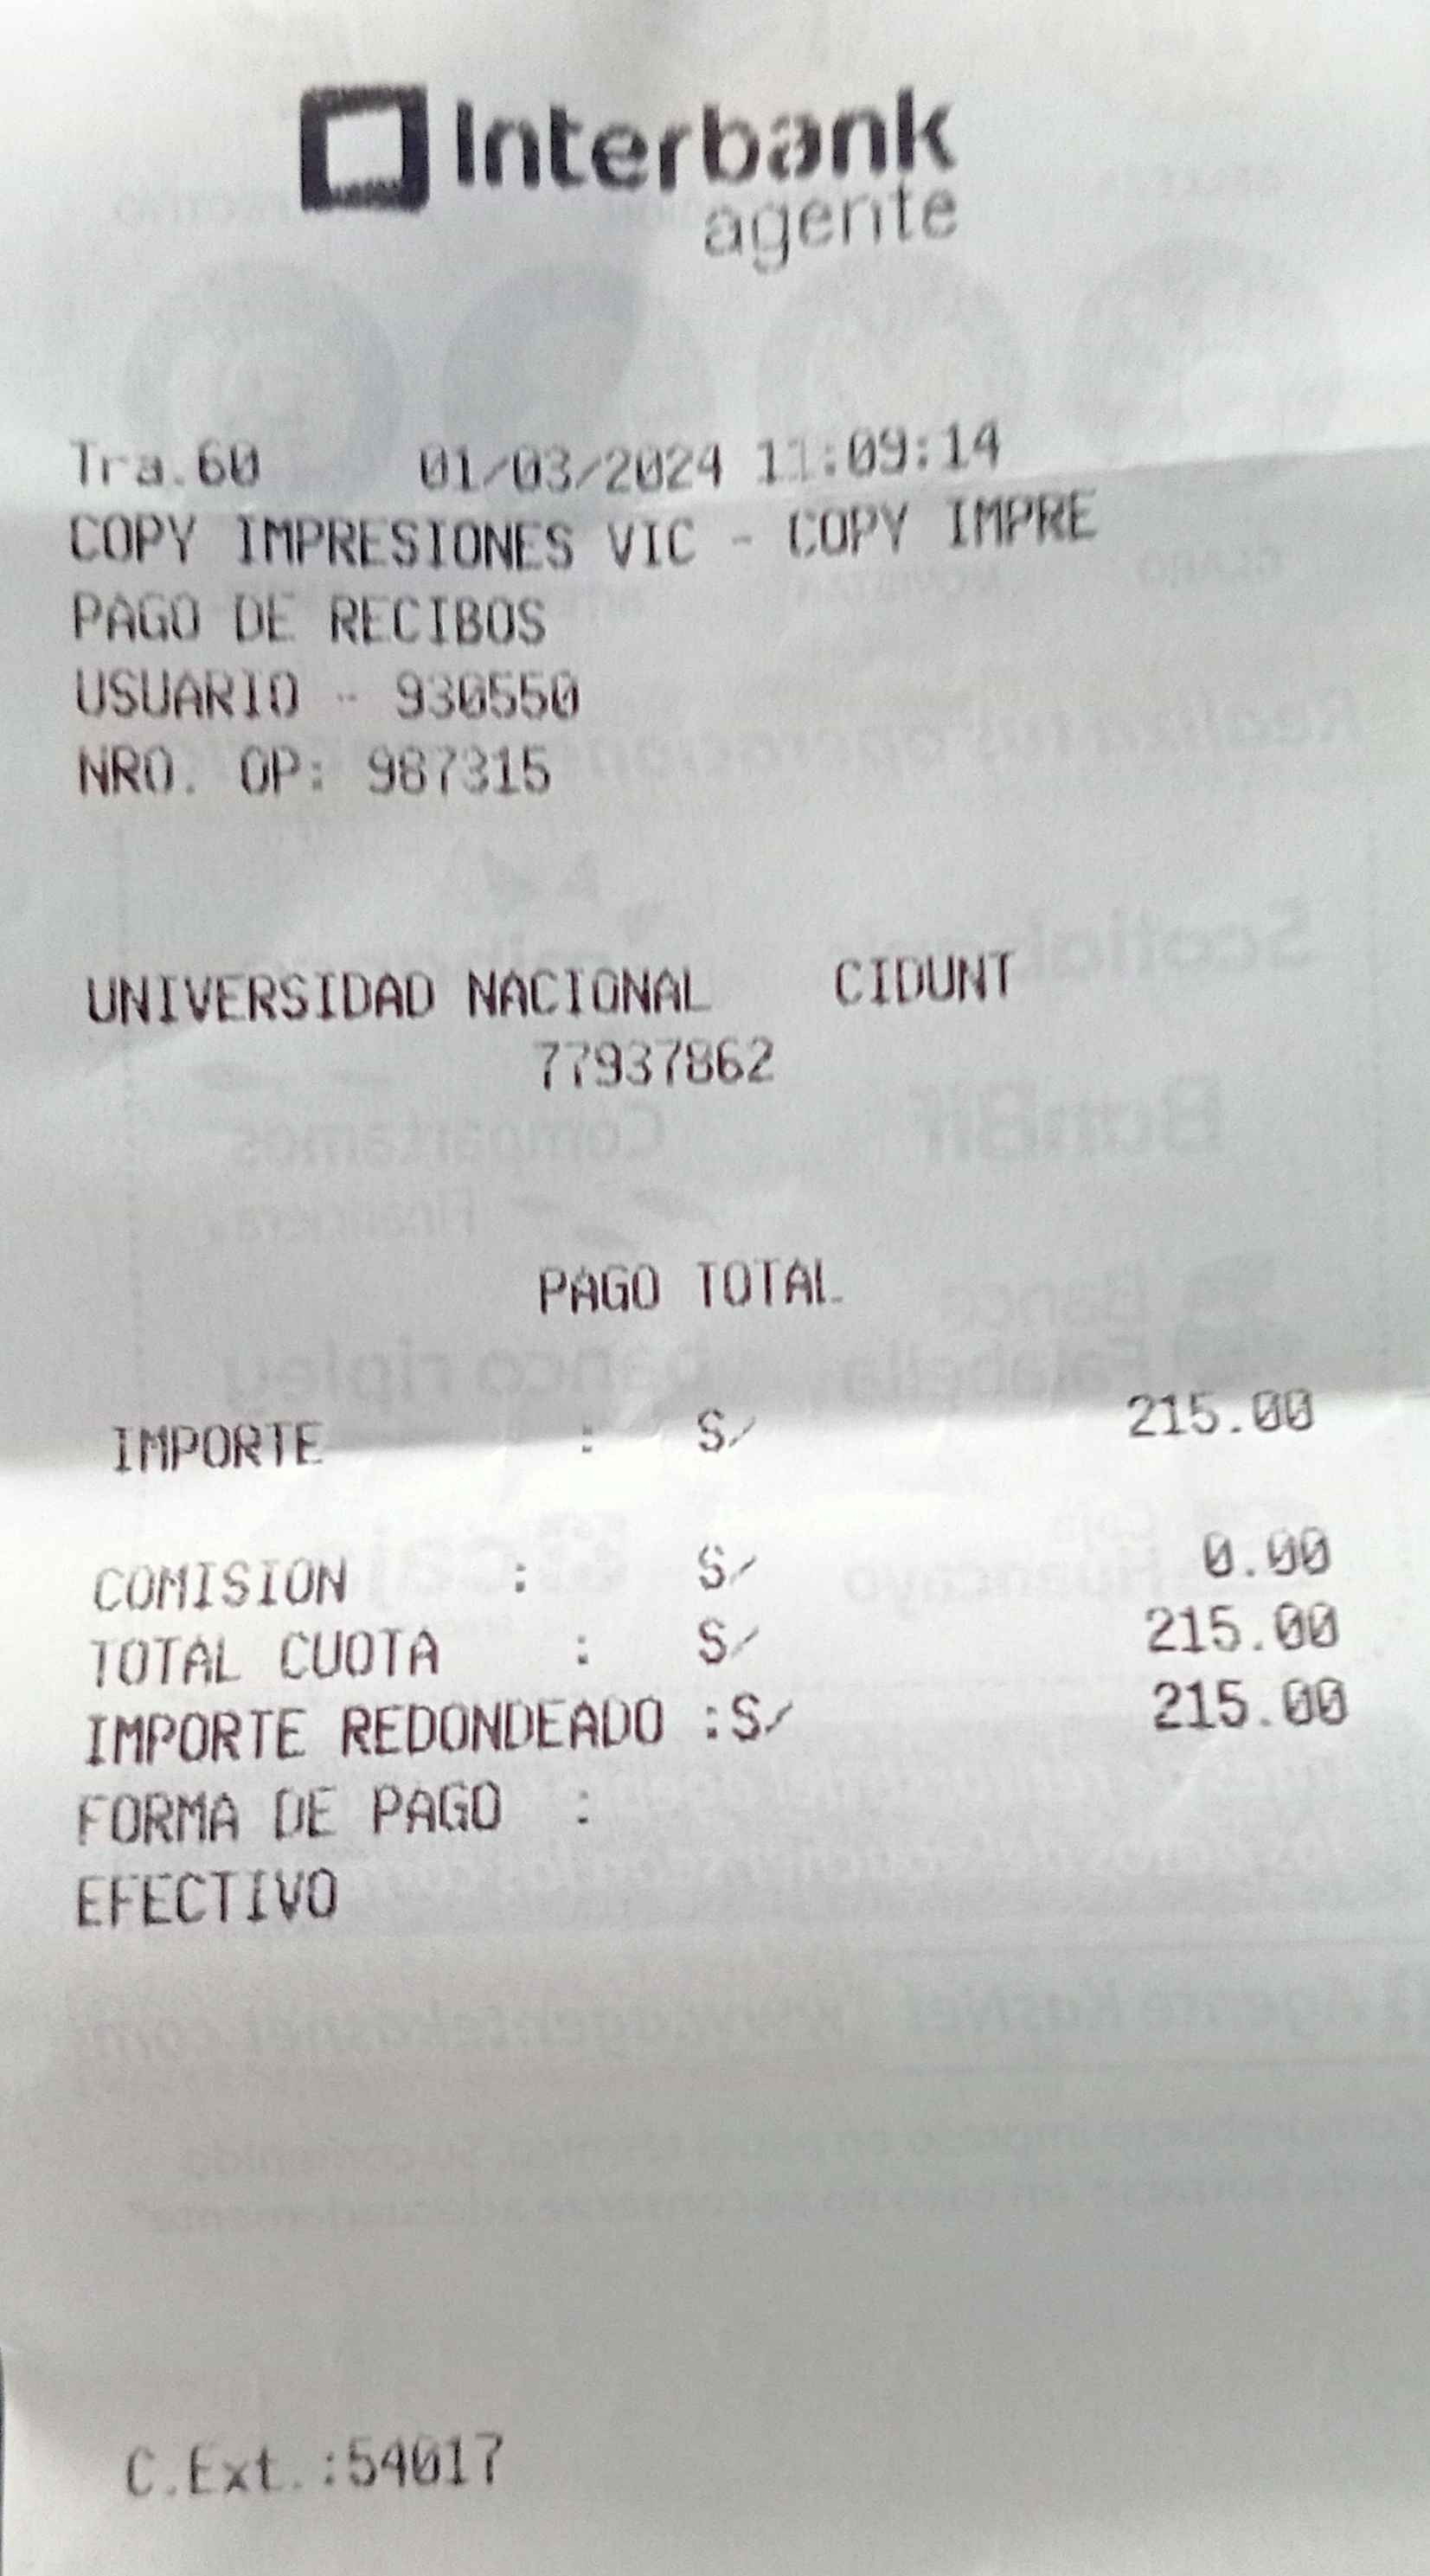 Interbank
agente
Tra.60 01/03/2024 11:09:14
COPY IMPRESIONES VIC - COPY IMPRE
PAGO DE RECIBOS
USUARIO - 930550
NRO. OP: 987315
UNIVERSIDAD NACIONAL CIDUNT
77937862
PAGO TOTAL
IMPORTE : S/ 215.00
COMISION : S/ 0.00
TOTAL CUOTA : S/ 215.00
IMPORTE REDONDEADO :S/ 215.00
FORMA DE PAGO :
EFECTIVO
C.Ext.:54017